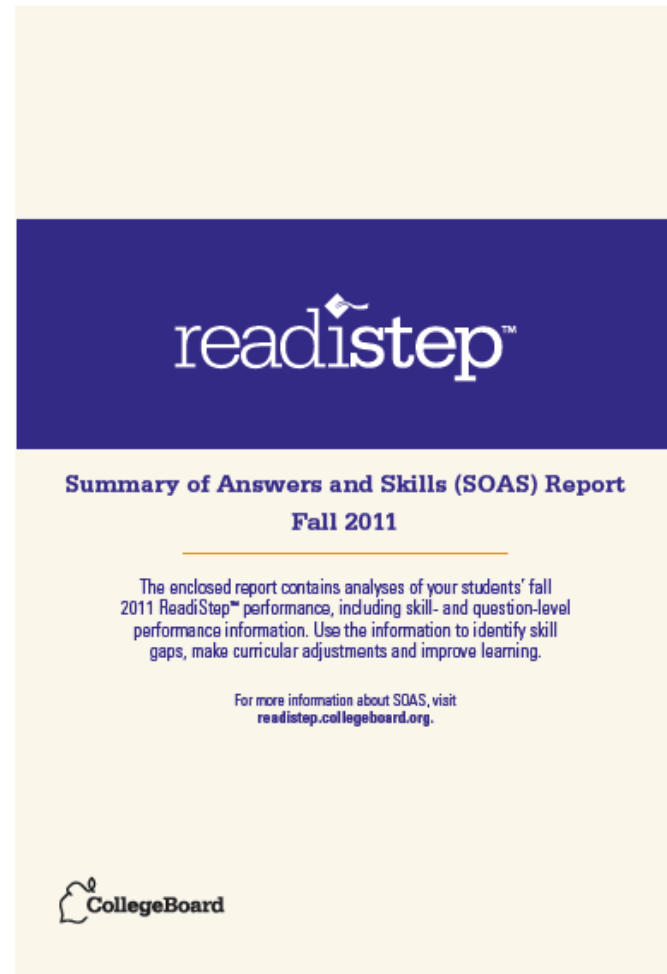 readistep™
Summary of Answers and Skills (SOAS) Report
Fall 2011
The enclosed report contains analyses of your students' fall
2011 ReadiStep™ performance, including skill- and question-level
performance information. Use the information to identify skill
gaps, make curricular adjustments and improve learning.
For more information about SOAS, visit
readistep.collegeboard.org.
CollegeBoard